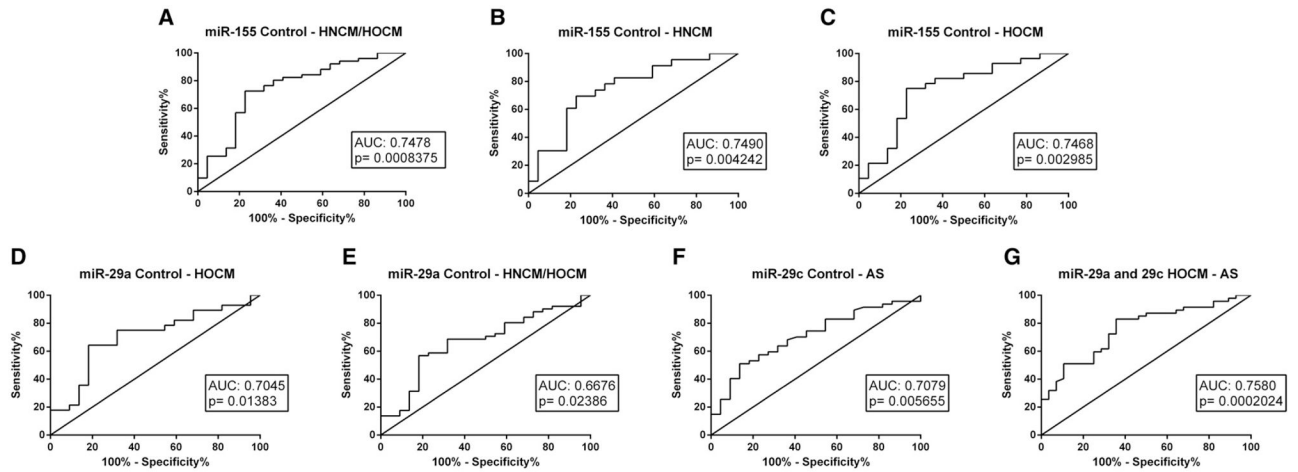 A
miR-155 Control - HNCM/HOCM
100
80
60
40
20
0
Sensitivity%
0 20 40 60 80 100
100% - Specificity%
AUC: 0.7478
p= 0.0008375
B
miR-155 Control - HNCM
100
80
60
40
20
0
Sensitivity%
0 20 40 60 80 100
100% - Specificity%
AUC: 0.7490
p= 0.004242
C
miR-155 Control - HOCM
100
80
60
40
20
0
Sensitivity%
0 20 40 60 80 100
100% - Specificity%
AUC: 0.7468
p= 0.002985
D
miR-29a Control - HOCM
100
80
60
40
20
0
Sensitivity%
0 20 40 60 80 100
100% - Specificity%
AUC: 0.7045
p= 0.01383
E
miR-29a Control - HNCM/HOCM
100
80
60
40
20
0
Sensitivity%
0 20 40 60 80 100
100% - Specificity%
AUC: 0.6676
p= 0.02386
F
miR-29c Control - AS
100
80
60
40
20
0
Sensitivity%
0 20 40 60 80 100
100% - Specificity%
AUC: 0.7079
p= 0.005655
G
miR-29a and 29c HOCM - AS
100
80
60
40
20
0
Sensitivity%
0 20 40 60 80 100
100% - Specificity%
AUC: 0.7580
p= 0.0002024